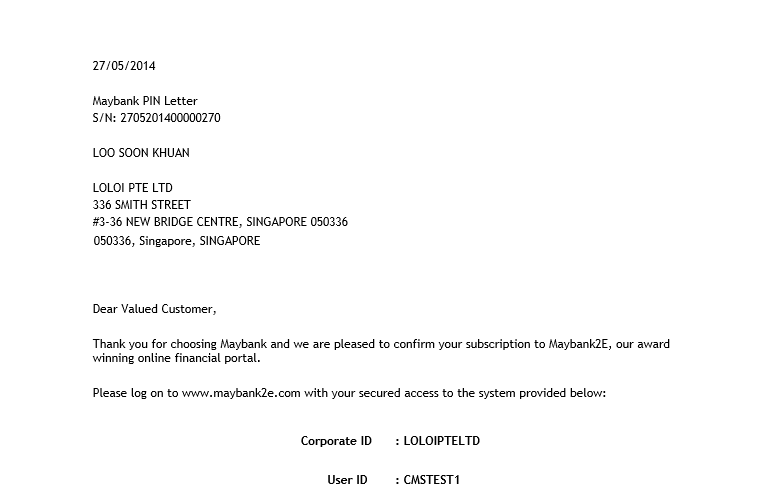 27/05/2014
Maybank PIN Letter
S/N: 2705201400000270
LOO SOON KHUAN
LOLOI PTE LTD
336 SMITH STREET
#3-36 NEW BRIDGE CENTRE, SINGAPORE 050336
050336, Singapore, SINGAPORE
Dear Valued Customer,
Thank you for choosing Maybank and we are pleased to confirm your subscription to Maybank2E, our award
winning online financial portal.
Please log on to www.maybank2e.com with your secured access to the system provided below:
Corporate ID : LOLOIPTELTD
User ID : CMSTEST1